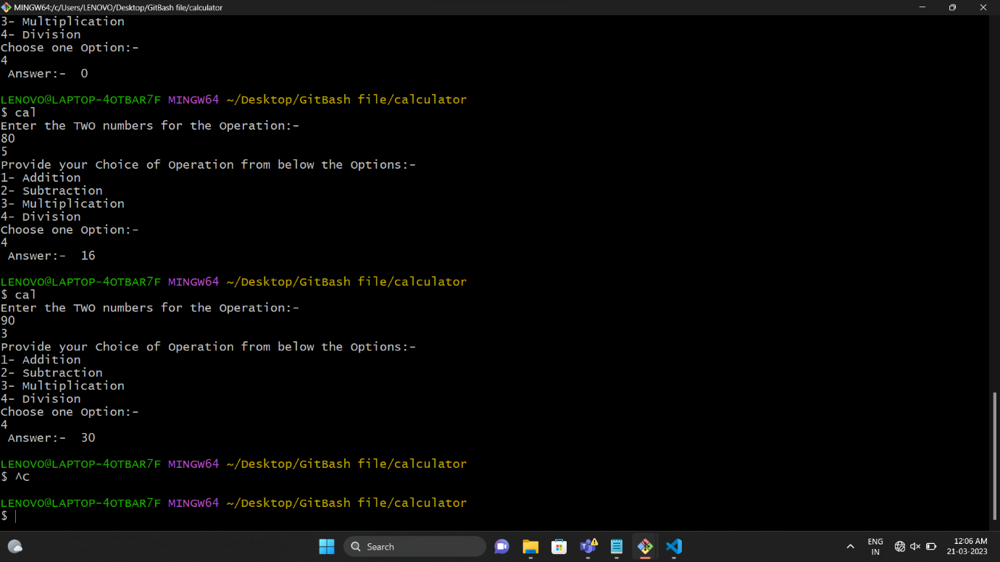 MINGW64:/c/Users/LENOVO/Desktop/GitBash file/calculator
3- Multiplication
4- Division
Choose one Option:-
4
Answer:-  0
LENOVO@LAPTOP-4OTBAR7F MINGW64 ~/Desktop/GitBash file/calculator
$ cal
Enter the TWO numbers for the Operation:-
80
5
Provide your Choice of Operation from below the Options:-
1- Addition
2- Subtraction
3- Multiplication
4- Division
Choose one Option:-
4
Answer:-  16
LENOVO@LAPTOP-4OTBAR7F MINGW64 ~/Desktop/GitBash file/calculator
$ cal
Enter the TWO numbers for the Operation:-
90
3
Provide your Choice of Operation from below the Options:-
1- Addition
2- Subtraction
3- Multiplication
4- Division
Choose one Option:-
4
Answer:-  30
LENOVO@LAPTOP-4OTBAR7F MINGW64 ~/Desktop/GitBash file/calculator
$ ^C
LENOVO@LAPTOP-4OTBAR7F MINGW64 ~/Desktop/GitBash file/calculator
$
Search
ENG
IN
12:06 AM
21-03-2023